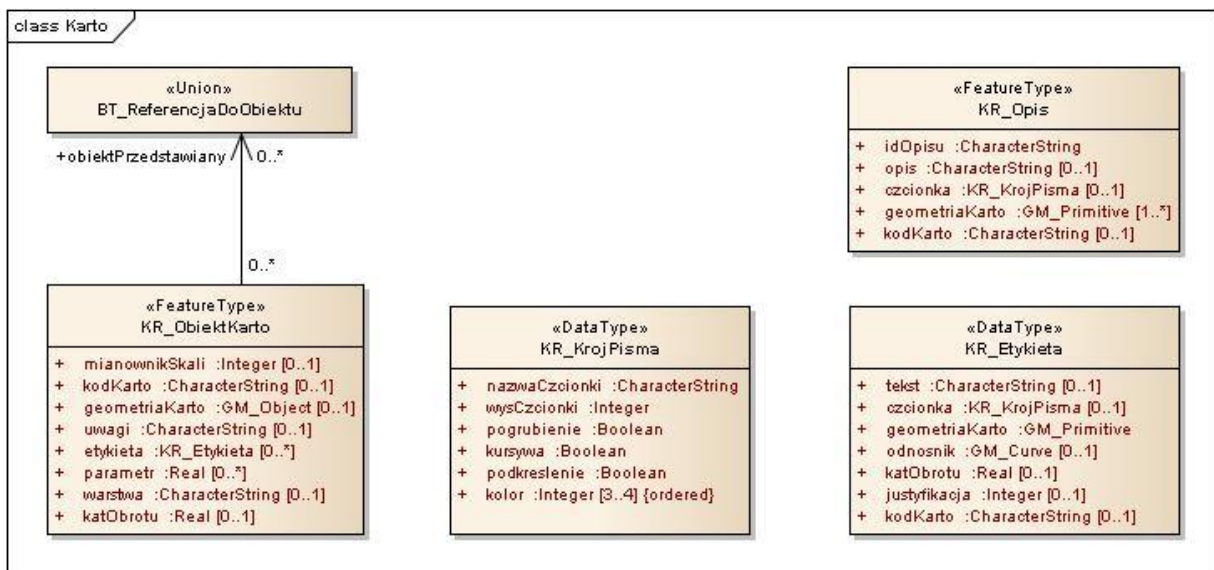 class Karto
«Union»
BT_ReferencjaDoObiektu
+obiektPrzedstawiany
0..*
0..*
«FeatureType»
KR_ObiektKarto
+ mianownikSkali :Integer [0..1]
+ kodKarto :CharacterString [0..1]
+ geometriaKarto :GM_Object [0..1]
+ uwagi :CharacterString [0..1]
+ etykieta :KR_Etykieta [0..*]
+ parametr :Real [0..*]
+ warstwa :CharacterString [0..1]
+ katObrotu :Real [0..1]
«DataType»
KR_KrojPisma
+ nazwaCzcionki :CharacterString
+ wysCzcionki :Integer
+ pogrubienie :Boolean
+ kursywa :Boolean
+ podkreslenie :Boolean
+ kolor :Integer [3..4] {ordered}
«FeatureType»
KR_Opis
+ idOpisu :CharacterString
+ opis :CharacterString [0..1]
+ czcionka :KR_KrojPisma [0..1]
+ geometriaKarto :GM_Primitive [1..*]
+ kodKarto :CharacterString [0..1]
«DataType»
KR_Etykieta
+ tekst :CharacterString [0..1]
+ czcionka :KR_KrojPisma [0..1]
+ geometriaKarto :GM_Primitive
+ odnosnik :GM_Curve [0..1]
+ katObrotu :Real [0..1]
+ justyfikacja :Integer [0..1]
+ kodKarto :CharacterString [0..1]